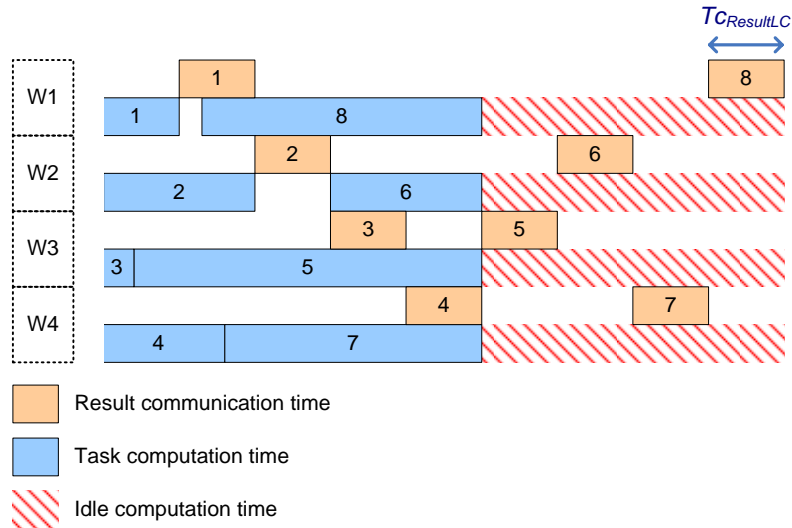 Tc_ResultLC
W1
1
8
1
8
W2
2
6
2
6
W3
3
5
3
5
W4
4
7
4
7
Result communication time
Task computation time
Idle computation time